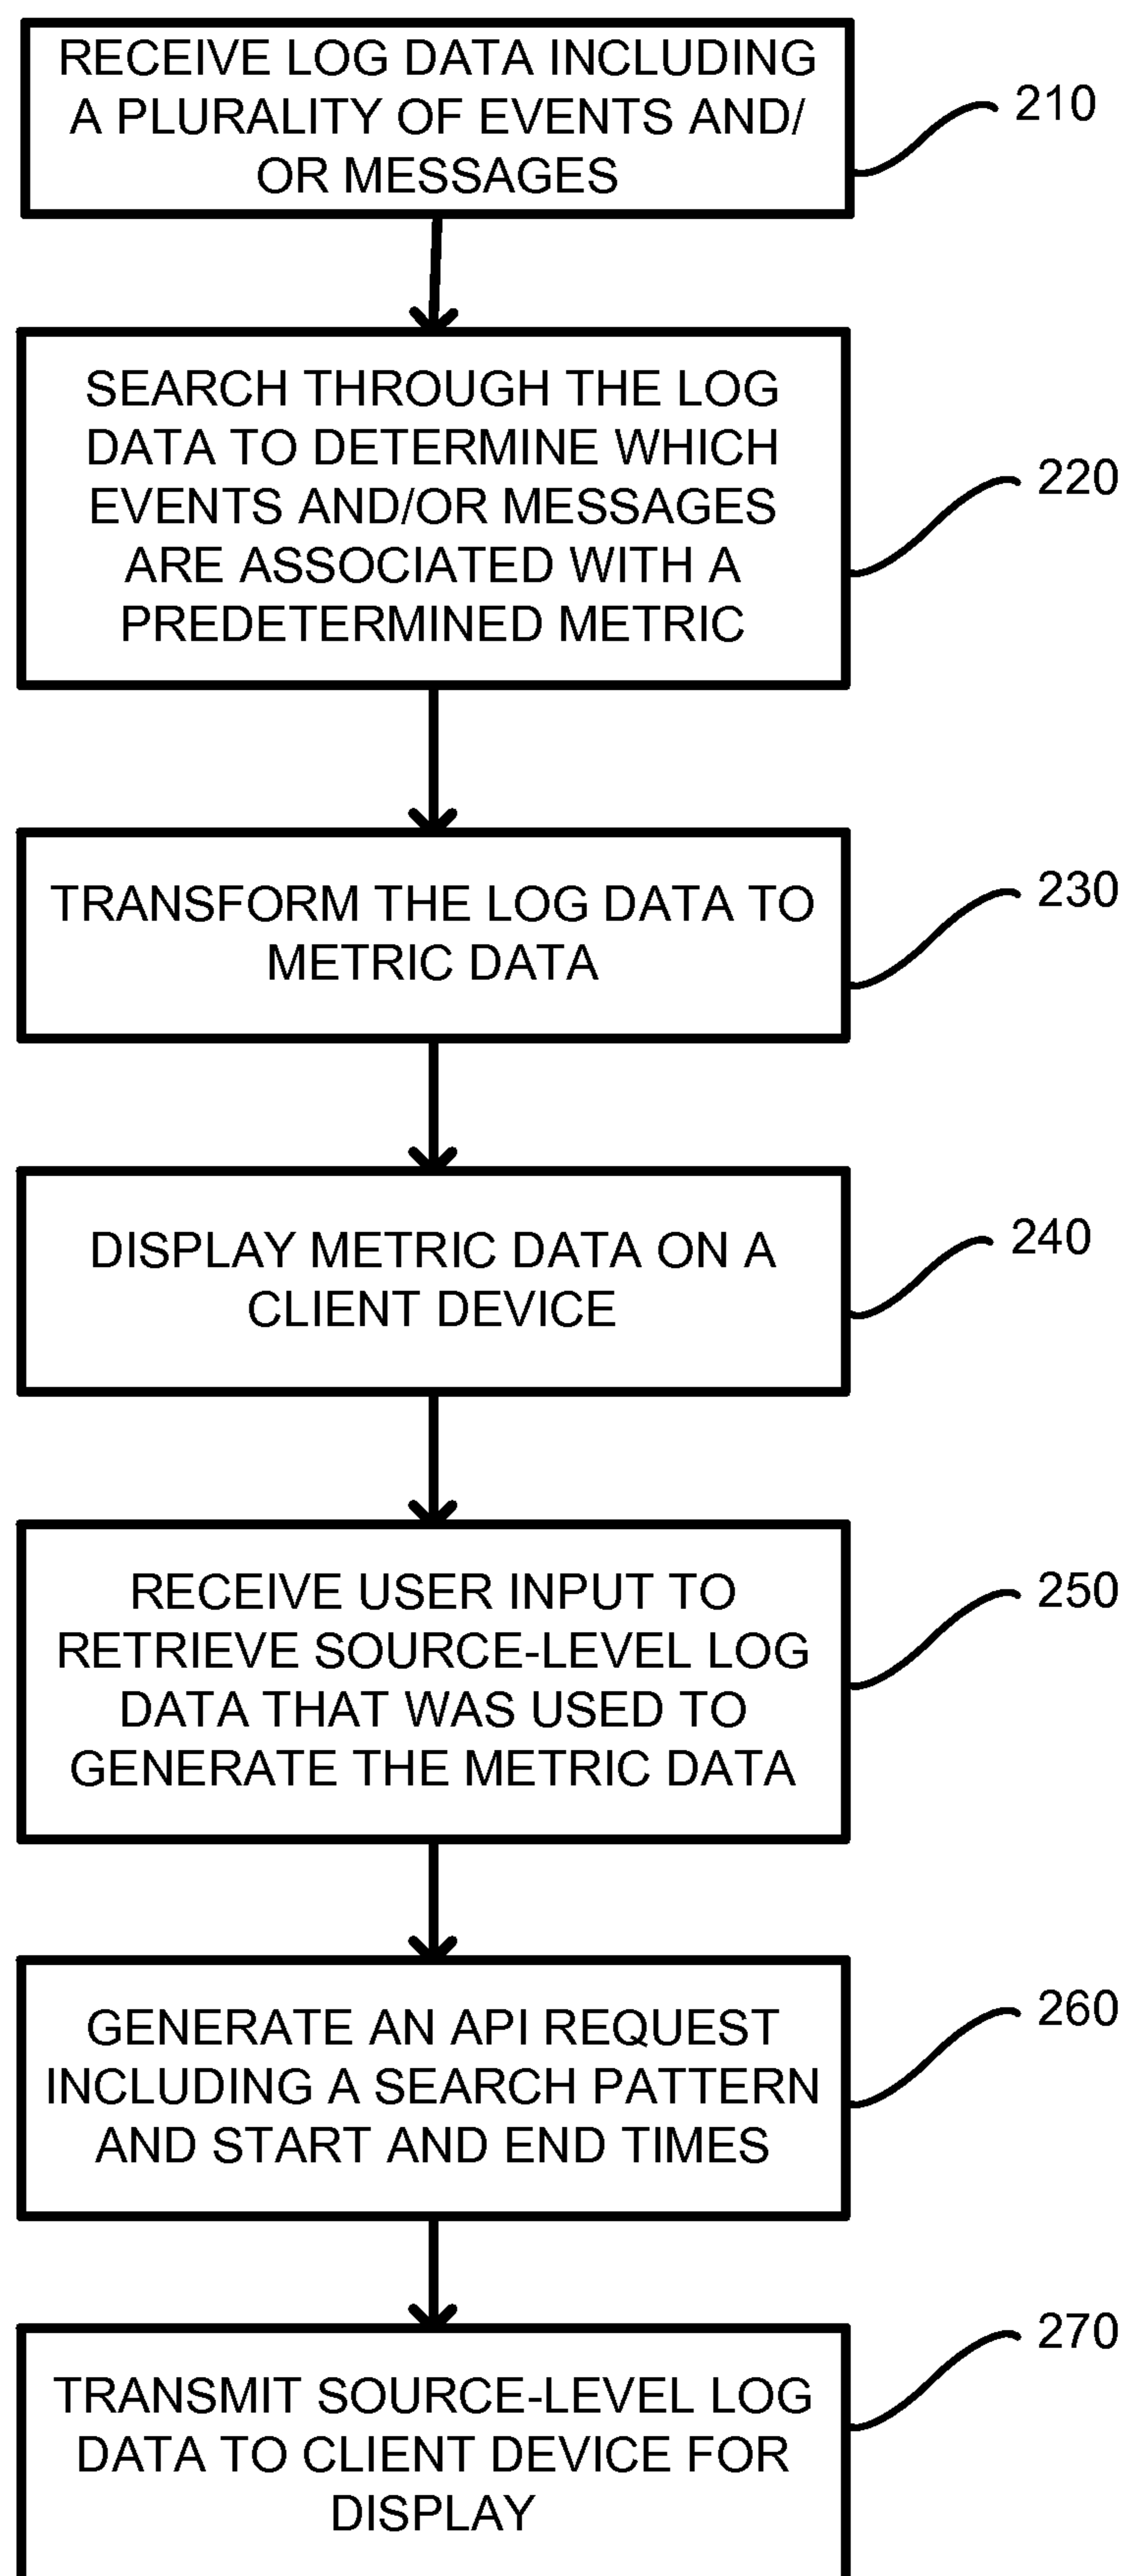 RECEIVE LOG DATA INCLUDING
A PLURALITY OF EVENTS AND/
OR MESSAGES
210
SEARCH THROUGH THE LOG
DATA TO DETERMINE WHICH
EVENTS AND/OR MESSAGES
ARE ASSOCIATED WITH A
PREDETERMINED METRIC
220
TRANSFORM THE LOG DATA TO
METRIC DATA
230
DISPLAY METRIC DATA ON A
CLIENT DEVICE
240
RECEIVE USER INPUT TO
RETRIEVE SOURCE-LEVEL LOG
DATA THAT WAS USED TO
GENERATE THE METRIC DATA
250
GENERATE AN API REQUEST
INCLUDING A SEARCH PATTERN
AND START AND END TIMES
260
TRANSMIT SOURCE-LEVEL LOG
DATA TO CLIENT DEVICE FOR
DISPLAY
270